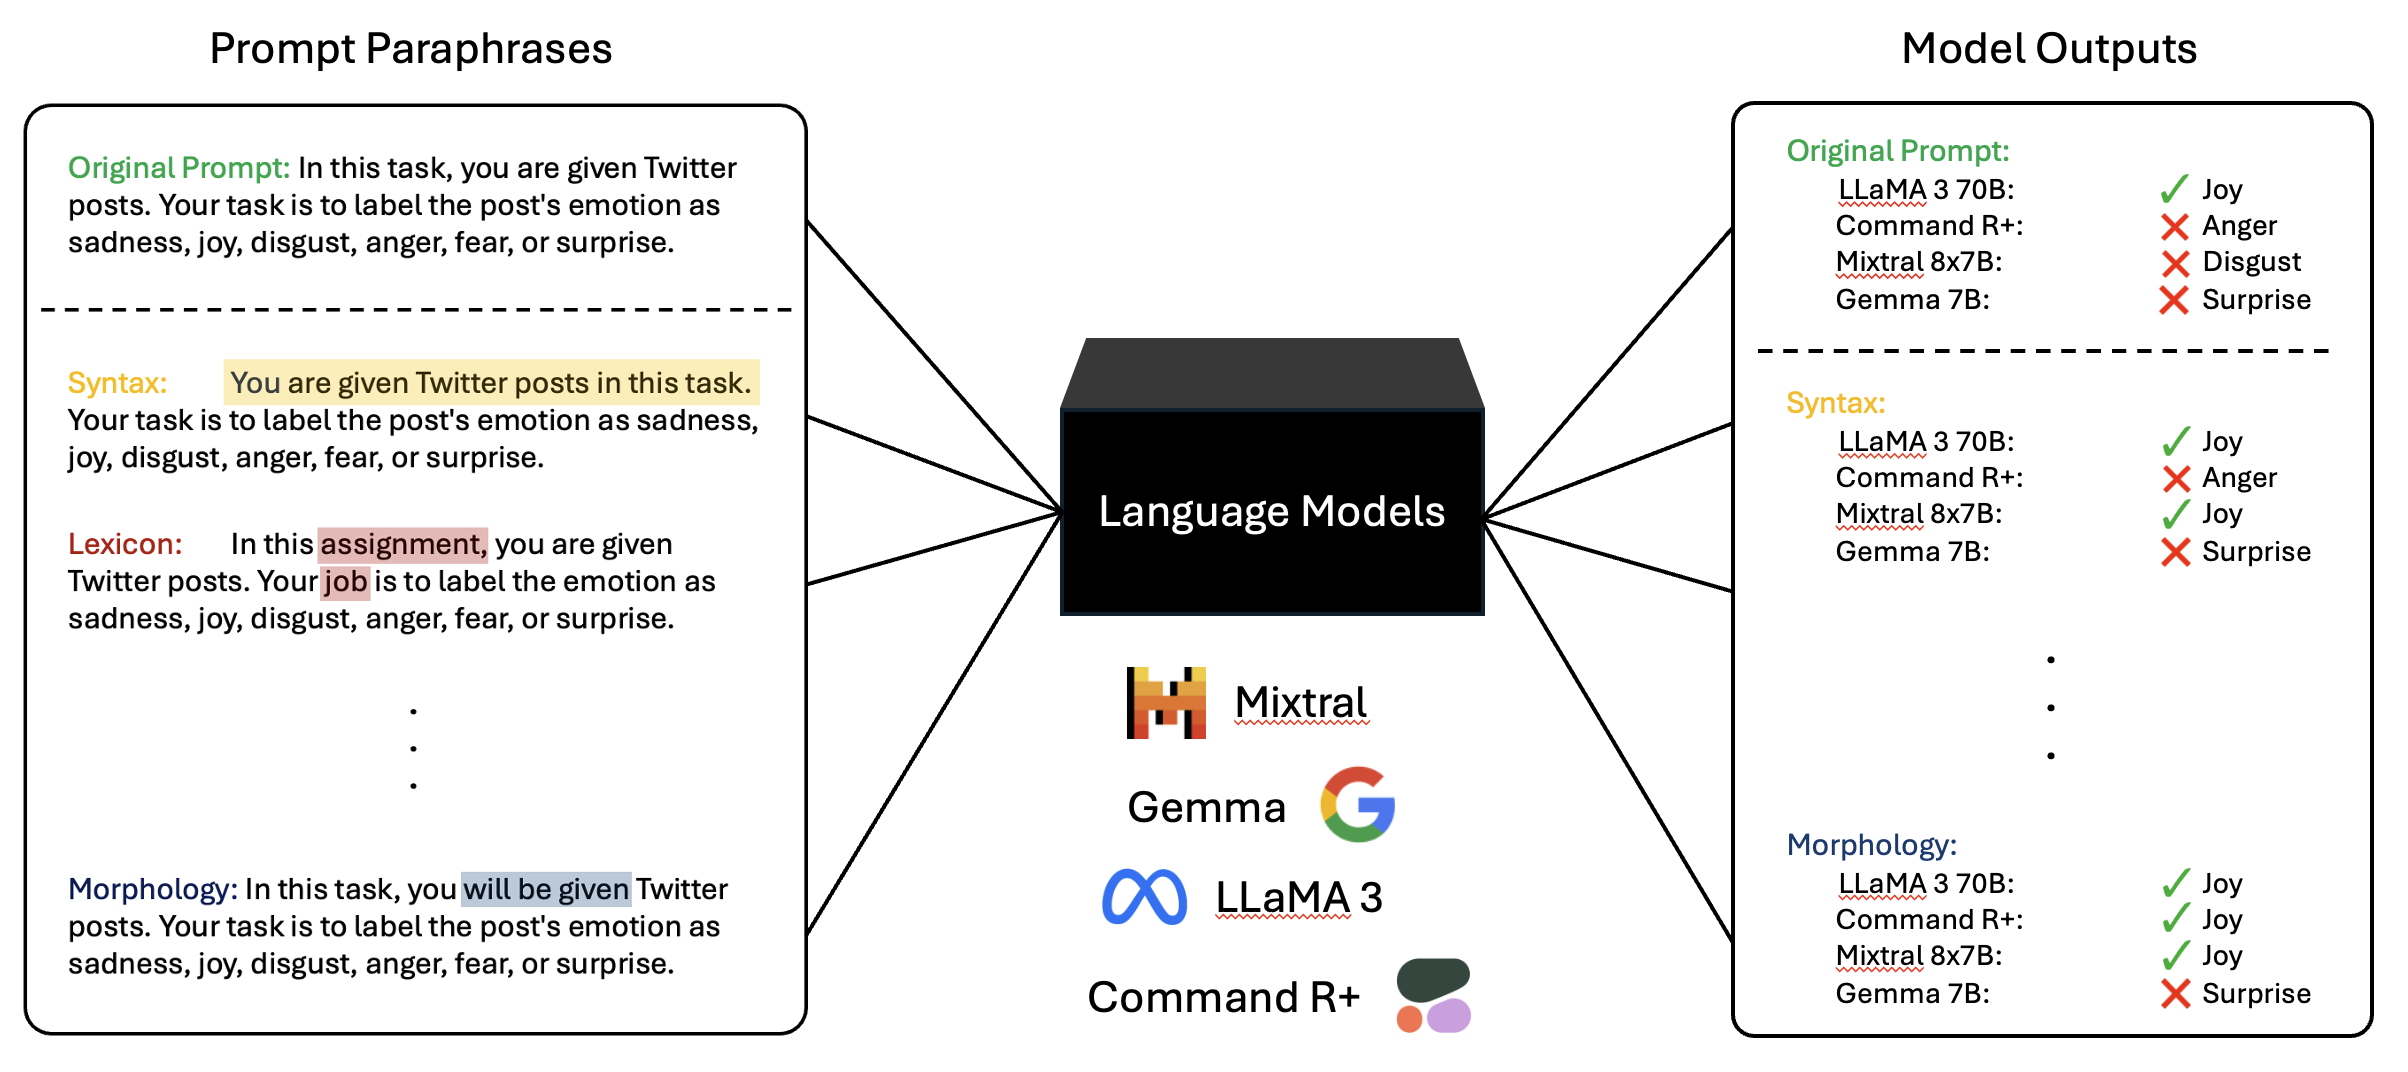 Prompt Paraphrases
Original Prompt: In this task, you are given Twitter
posts. Your task is to label the post's emotion as
sadness, joy, disgust, anger, fear, or surprise.
Syntax: You are given Twitter posts in this task.
Your task is to label the post's emotion as sadness,
joy, disgust, anger, fear, or surprise.
Lexicon: In this assignment, you are given
Twitter posts. Your job is to label the emotion as
sadness, joy, disgust, anger, fear, or surprise.
.
.
.
Morphology: In this task, you will be given Twitter
posts. Your task is to label the post's emotion as
sadness, joy, disgust, anger, fear, or surprise.
Language Models
Mixtral
Gemma
LLaMA 3
Command R+
Model Outputs
Original Prompt:
LLaMA 3 70B: ✓ Joy
Command R+: ✗ Anger
Mixtral 8x7B: ✗ Disgust
Gemma 7B: ✗ Surprise
Syntax:
LLaMA 3 70B: ✓ Joy
Command R+: ✗ Anger
Mixtral 8x7B: ✓ Joy
Gemma 7B: ✗ Surprise
.
.
.
Morphology:
LLaMA 3 70B: ✓ Joy
Command R+: ✓ Joy
Mixtral 8x7B: ✓ Joy
Gemma 7B: ✗ Surprise